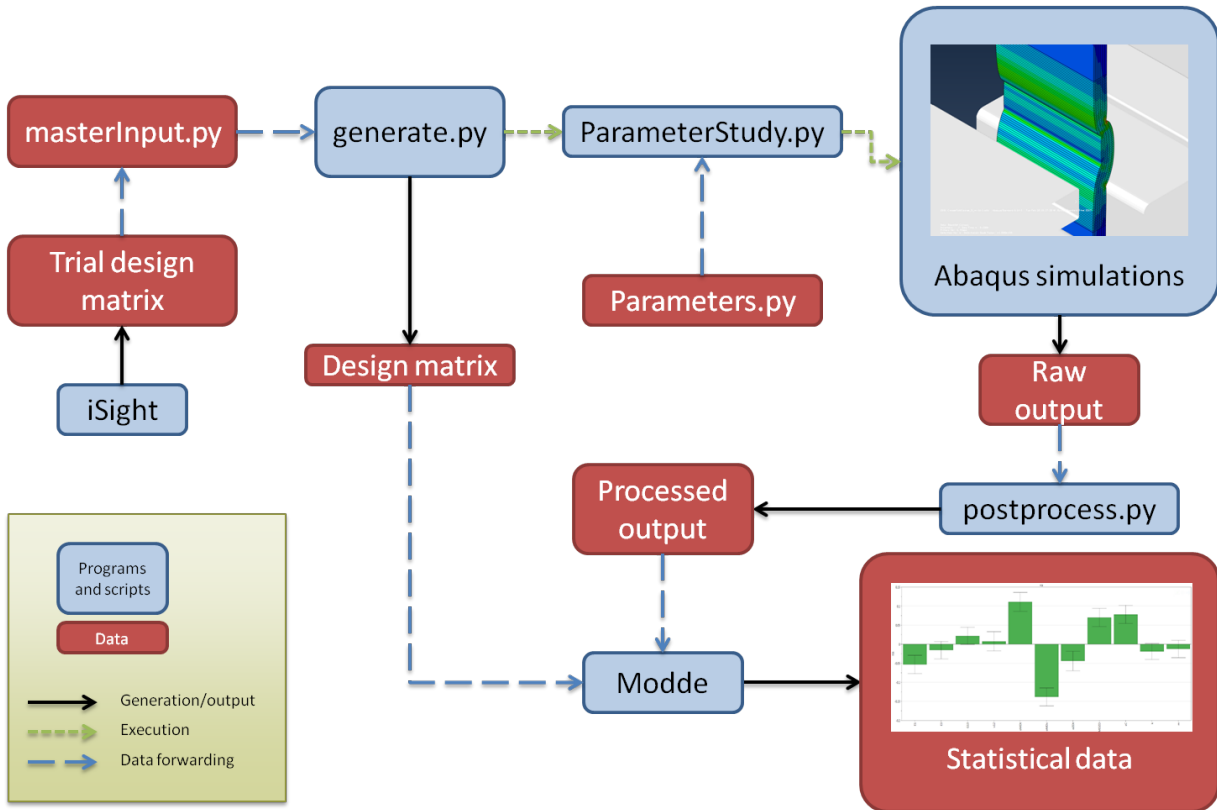 masterInput.py
generate.py
ParameterStudy.py
Abaqus simulations
Trial design
matrix
Parameters.py
iSight
Design matrix
Raw
output
Processed
output
postprocess.py
Modde
Statistical data
Programs
and scripts
Data
Generation/output
Execution
Data forwarding